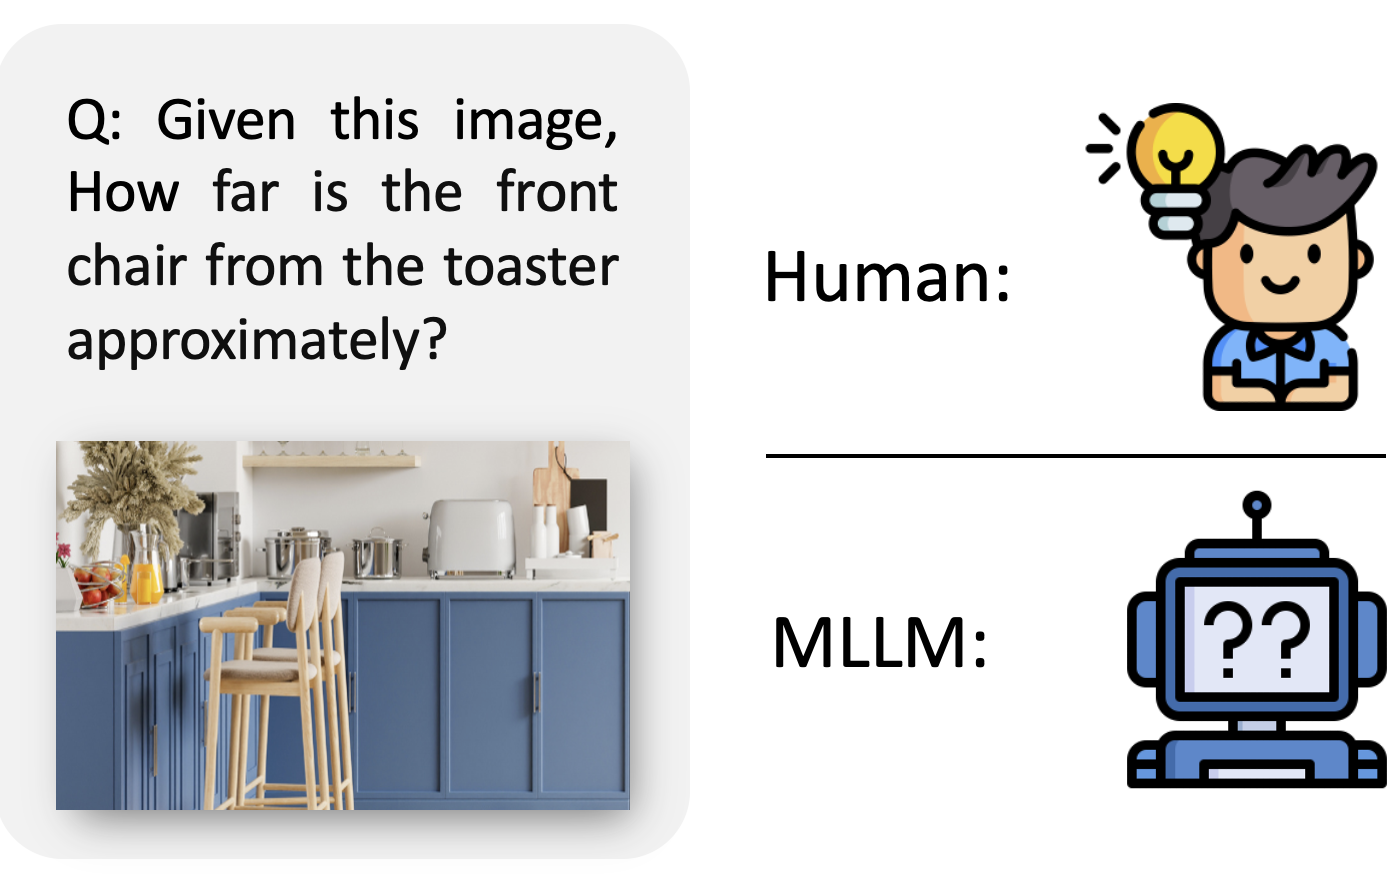 Q: Given this image,
How far is the front
chair from the toaster
approximately?
Human:
MLLM:
??